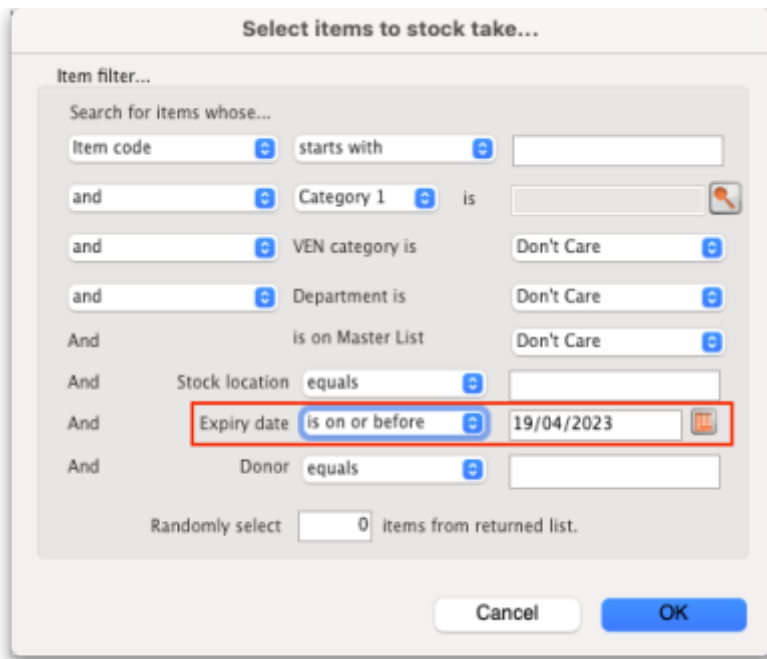 Select items to stock take...
Item filter...
Search for items whose...
Item code starts with
and Category 1 is
and VEN category is Don't Care
and Department is Don't Care
And is on Master List Don't Care
And Stock location equals
And Expiry date is on or before 19/04/2023
And Donor equals
Randomly select 0 items from returned list.
Cancel OK